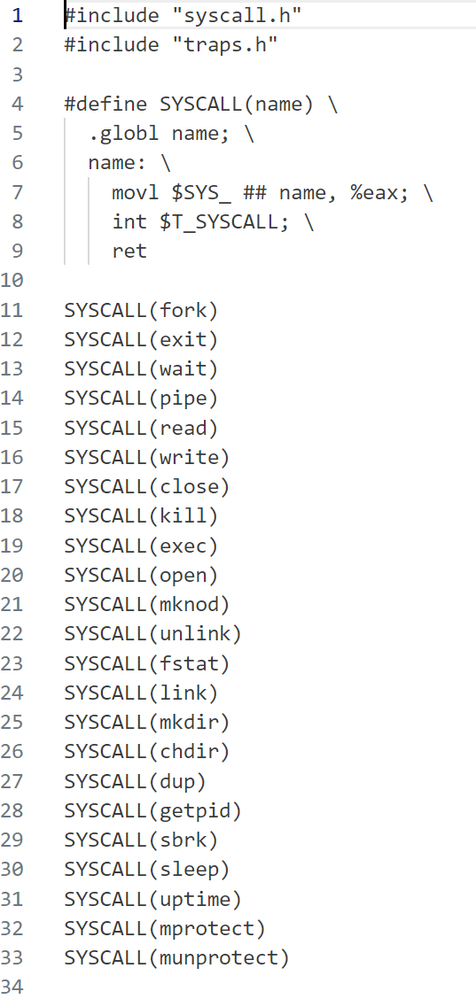 1 #include "syscall.h"
2 #include "traps.h"
3
4 #define SYSCALL(name) \
5   .globl name; \
6   name: \
7     movl $SYS_ ## name, %eax; \
8     int $T_SYSCALL; \
9     ret
10
11 SYSCALL(fork)
12 SYSCALL(exit)
13 SYSCALL(wait)
14 SYSCALL(pipe)
15 SYSCALL(read)
16 SYSCALL(write)
17 SYSCALL(close)
18 SYSCALL(kill)
19 SYSCALL(exec)
20 SYSCALL(open)
21 SYSCALL(mknod)
22 SYSCALL(unlink)
23 SYSCALL(fstat)
24 SYSCALL(link)
25 SYSCALL(mkdir)
26 SYSCALL(chdir)
27 SYSCALL(dup)
28 SYSCALL(getpid)
29 SYSCALL(sbrk)
30 SYSCALL(sleep)
31 SYSCALL(uptime)
32 SYSCALL(mprotect)
33 SYSCALL(munprotect)
34